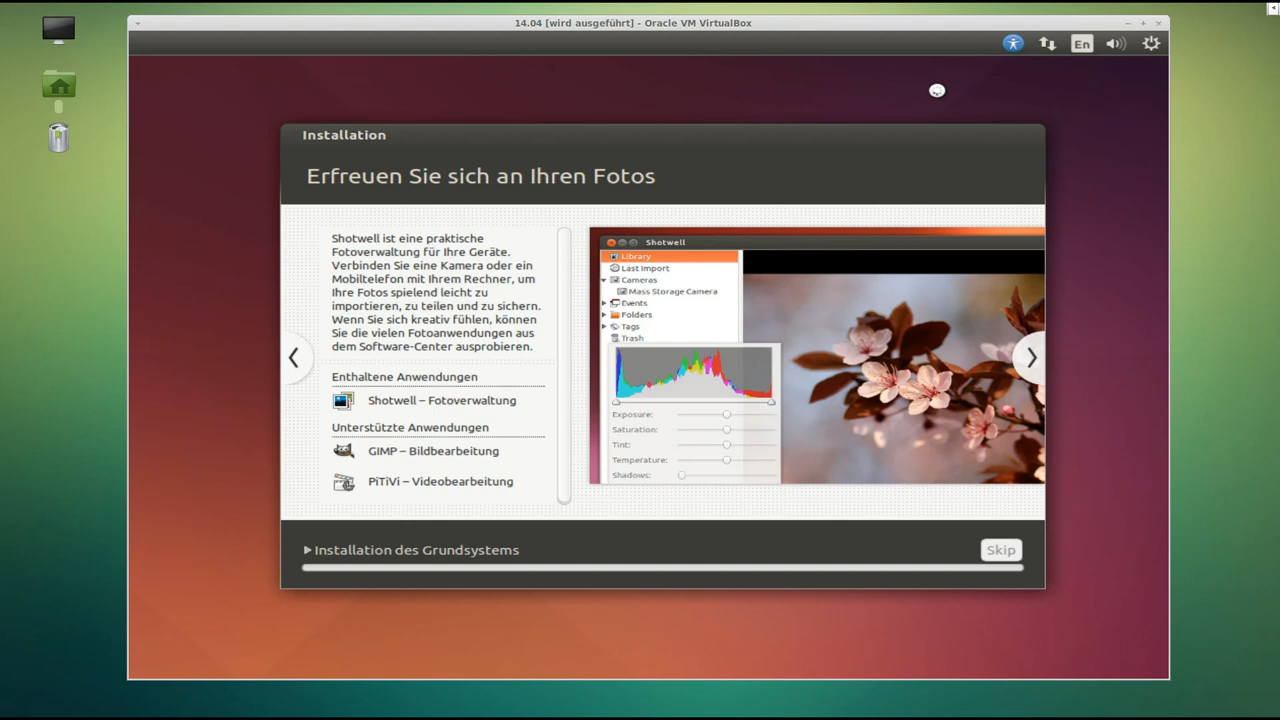 14.04 [wird ausgeführt] - Oracle VM VirtualBox
En
Installation
Erfreuen Sie sich an Ihren Fotos
Shotwell ist eine praktische
Fotoverwaltung für Ihre Geräte.
Verbinden Sie eine Kamera oder ein
Mobiltelefon mit Ihrem Rechner, um
Ihre Fotos spielend leicht zu
importieren, zu teilen und zu sichern.
Wenn Sie sich kreativ fühlen, können
Sie die vielen Fotoanwendungen aus
dem Software-Center ausprobieren.
Enthaltene Anwendungen
Shotwell – Fotoverwaltung
Unterstützte Anwendungen
GIMP – Bildbearbeitung
PiTiVi – Videobearbeitung
Shotwell
Library
Last Import
Cameras
Mass Storage Camera
Events
Folders
Tags
Trash
Exposure:
Saturation:
Tint:
Temperature:
Shadows:
Installation des Grundsystems
Skip